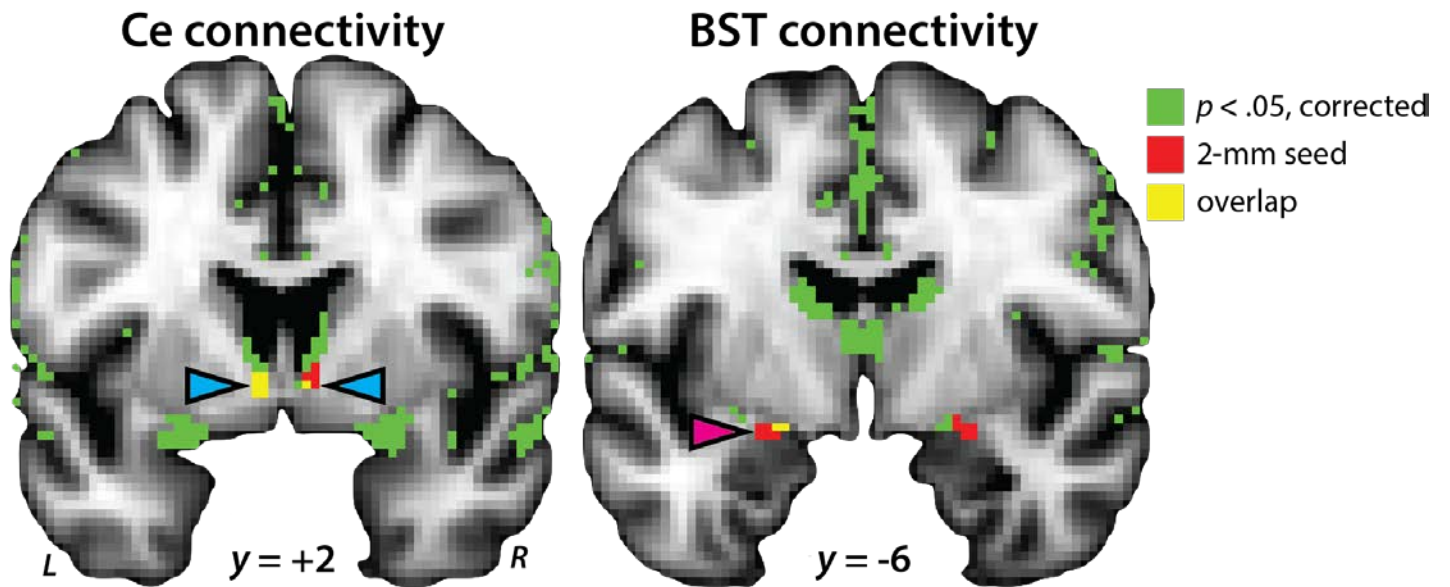 Ce connectivity
BST connectivity
p < .05, corrected
2-mm seed
overlap
L
y = +2
R
y = -6